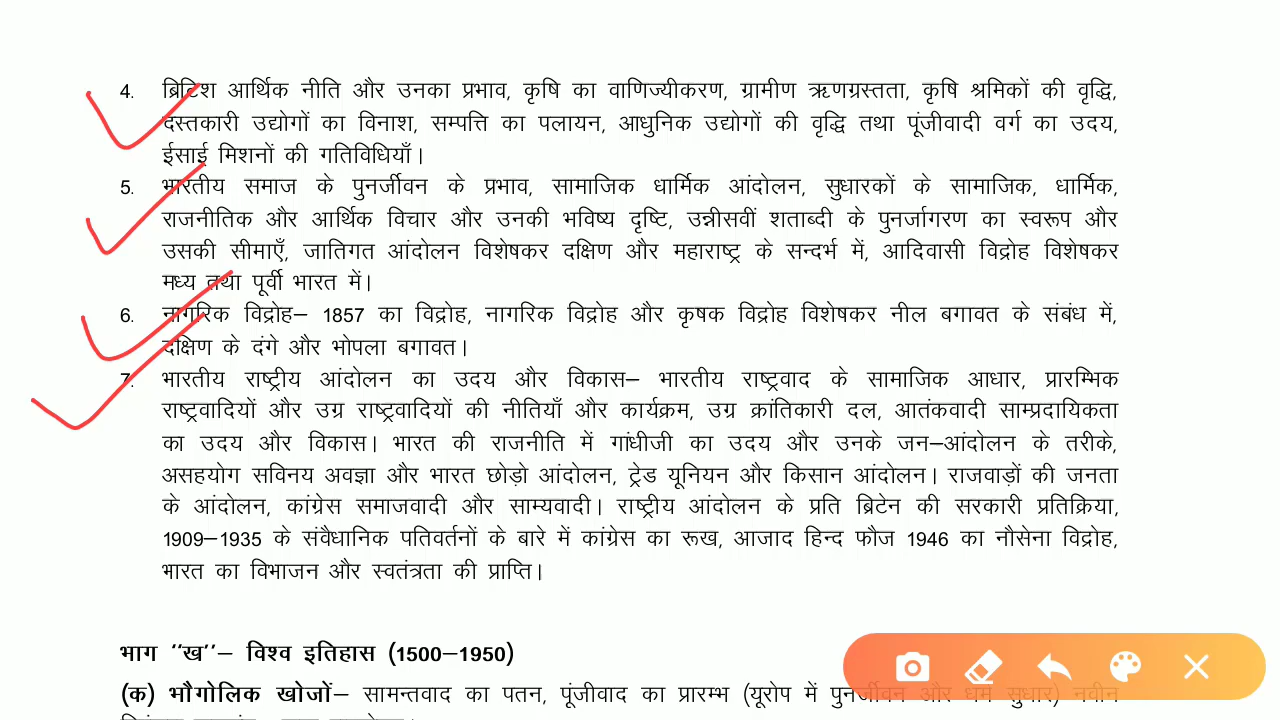 4. ब्रिटिश आर्थिक नीति और उनका प्रभाव, कृषि का वाणिज्यीकरण, ग्रामीण ऋणग्रस्तता, कृषि श्रमिकों की वृद्धि,
दस्तकारी उद्योगों का विनाश, सम्पत्ति का पलायन, आधुनिक उद्योगों की वृद्धि तथा पूंजीवादी वर्ग का उदय,
ईसाई मिशनों की गतिविधियाँ।
5. भारतीय समाज के पुनर्जीवन के प्रभाव, सामाजिक धार्मिक आंदोलन, सुधारकों के सामाजिक, धार्मिक,
राजनीतिक और आर्थिक विचार और उनकी भविष्य दृष्टि, उन्नीसवीं शताब्दी के पुनर्जागरण का स्वरूप और
उसकी सीमाएँ, जातिगत आंदोलन विशेषकर दक्षिण और महाराष्ट्र के सन्दर्भ में, आदिवासी विद्रोह विशेषकर
मध्य तथा पूर्वी भारत में।
6. नागरिक विद्रोह– 1857 का विद्रोह, नागरिक विद्रोह और कृषक विद्रोह विशेषकर नील बगावत के संबंध में,
दक्षिण के दंगे और भोपला बगावत।
7. भारतीय राष्ट्रीय आंदोलन का उदय और विकास– भारतीय राष्ट्रवाद के सामाजिक आधार, प्रारम्भिक
राष्ट्रवादियों और उग्र राष्ट्रवादियों की नीतियाँ और कार्यक्रम, उग्र क्रांतिकारी दल, आतंकवादी साम्प्रदायिकता
का उदय और विकास। भारत की राजनीति में गांधीजी का उदय और उनके जन–आंदोलन के तरीके,
असहयोग सविनय अवज्ञा और भारत छोड़ो आंदोलन, ट्रेड यूनियन और किसान आंदोलन। राजवाड़ों की जनता
के आंदोलन, कांग्रेस समाजवादी और साम्यवादी। राष्ट्रीय आंदोलन के प्रति ब्रिटेन की सरकारी प्रतिक्रिया,
1909–1935 के संवैधानिक पतिवर्तनों के बारे में कांग्रेस का रूख, आजाद हिन्द फौज 1946 का नौसेना विद्रोह,
भारत का विभाजन और स्वतंत्रता की प्राप्ति।
भाग ''ख''– विश्व इतिहास (1500–1950)
(क) भौगोलिक खोजों– सामन्तवाद का पतन, पूंजीवाद का प्रारम्भ (यूरोप में पुनर्जीवन और धर्म सुधार) नवीन